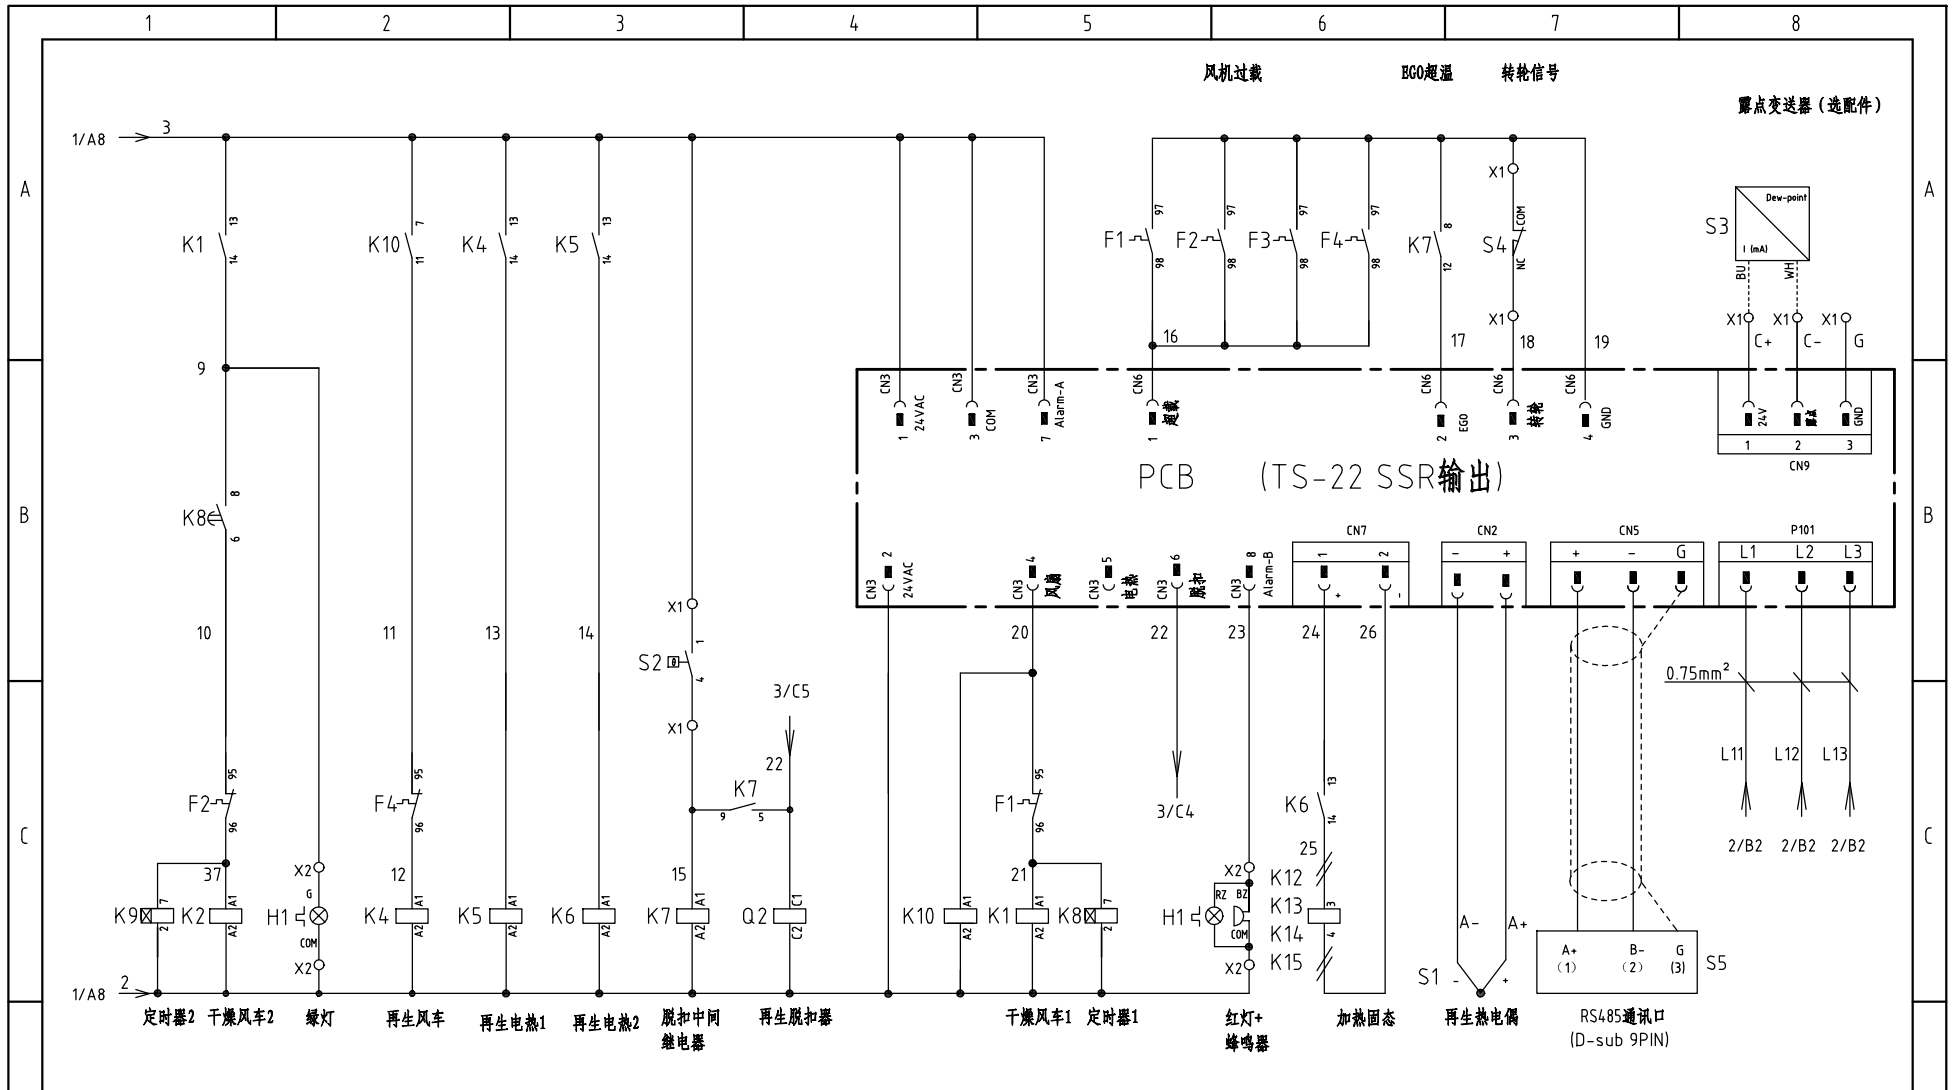 1 2 3 4 5 6 7 8
风机过载 EGO超温 转轮信号
露点变送器(选配件)
1/A8 3
X1
A A
13 7 13 13 97 97 97 97 8 COM
K1 K10 K4 K5 F1 F2 F3 F4 K7 S4
14 11 14 14 98 98 98 98 12 NC
S3 Dew-point
I (mA)
BU WH
X1 X1 X1 X1
16 17 18 19 C+ C- G
9
CN3 CN3 CN3 CN6 CN6 CN6 CN6
24VAC COM Alarm-A 超载 EGO 转轮 GND 24V 露点 GND
1 3 7 1 2 3 4 1 2 3
CN9
PCB (TS-22 SSR输出)
B B
8
K8
6
CN7 CN2 CN5 P101
2 4 5 6 8 1 2 - + + - G L1 L2 L3
CN3 CN3 CN3 CN3 CN3
24VAC 风扇 电热 脱扣 Alarm-B + -
X1
10 11 13 14 20 22 23 24 26
1
S2 θ
4
0.75mm²
3/C5
X1
22
L11 L12 L13
95 95 95 13
F2 F4 K7 F1 K6
96 96 9 5 96 14
3/C4
C C
2/B2 2/B2 2/B2
37 12 15 21 25
X2 X2
G RZ BZ
K12
7 A1 A1 A1 A1 A1 C1 A1 A1 7 3
K9 K2 H1 K4 K5 K6 K7 Q2 K10 K1 K8 H1 K13
2 A2 A2 A2 A2 A2 C2 A2 A2 2 4
COM COM
K14
X2 X2
K15
A- A+
A+ B- G
(1) (2) (3)
S5
S1 - +
1/A8 2
定时器2 干燥风车2 绿灯 再生风车 再生电热1 再生电热2 脱扣中间 再生脱扣器 干燥风车1 定时器1 红灯+ 加热固态 再生热电偶 RS485通讯口
继电器 蜂鸣器 (D-sub 9PIN)